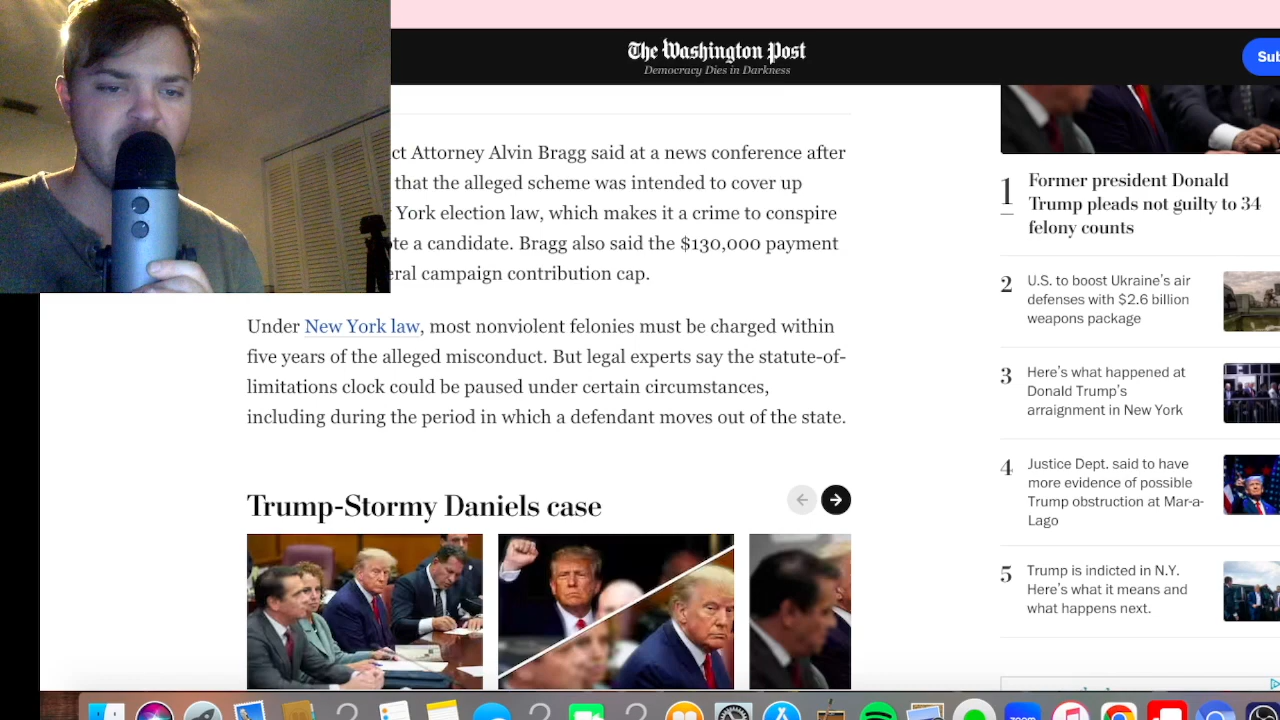 The Washington Post
Democracy Dies in Darkness
Sub
ct Attorney Alvin Bragg said at a news conference after
that the alleged scheme was intended to cover up
York election law, which makes it a crime to conspire
te a candidate. Bragg also said the $130,000 payment
eral campaign contribution cap.
Under New York law, most nonviolent felonies must be charged within
five years of the alleged misconduct. But legal experts say the statute-of-
limitations clock could be paused under certain circumstances,
including during the period in which a defendant moves out of the state.
Trump-Stormy Daniels case
1
Former president Donald
Trump pleads not guilty to 34
felony counts
2
U.S. to boost Ukraine's air
defenses with $2.6 billion
weapons package
3
Here's what happened at
Donald Trump's
arraignment in New York
4
Justice Dept. said to have
more evidence of possible
Trump obstruction at Mar-a-
Lago
5
Trump is indicted in N.Y.
Here's what it means and
what happens next.
zoom